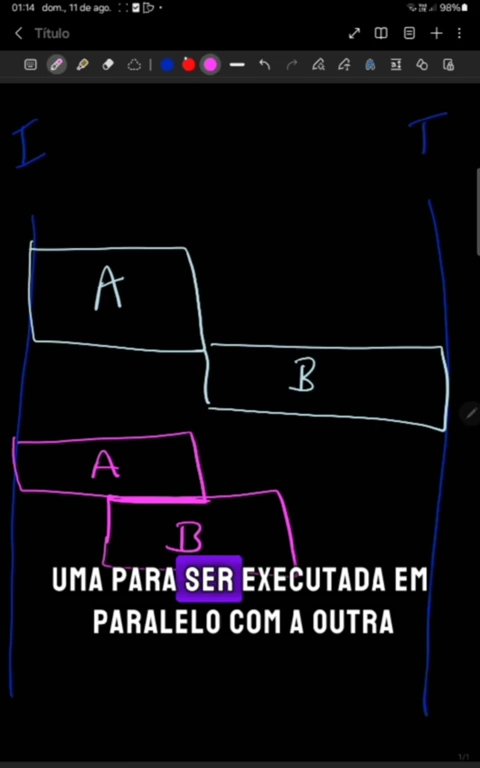 01:14 dom., 11 de ago.
98%
Título
I
T
A
B
A
B
UMA PARA SER EXECUTADA EM
PARALELO COM A OUTRA
1/1